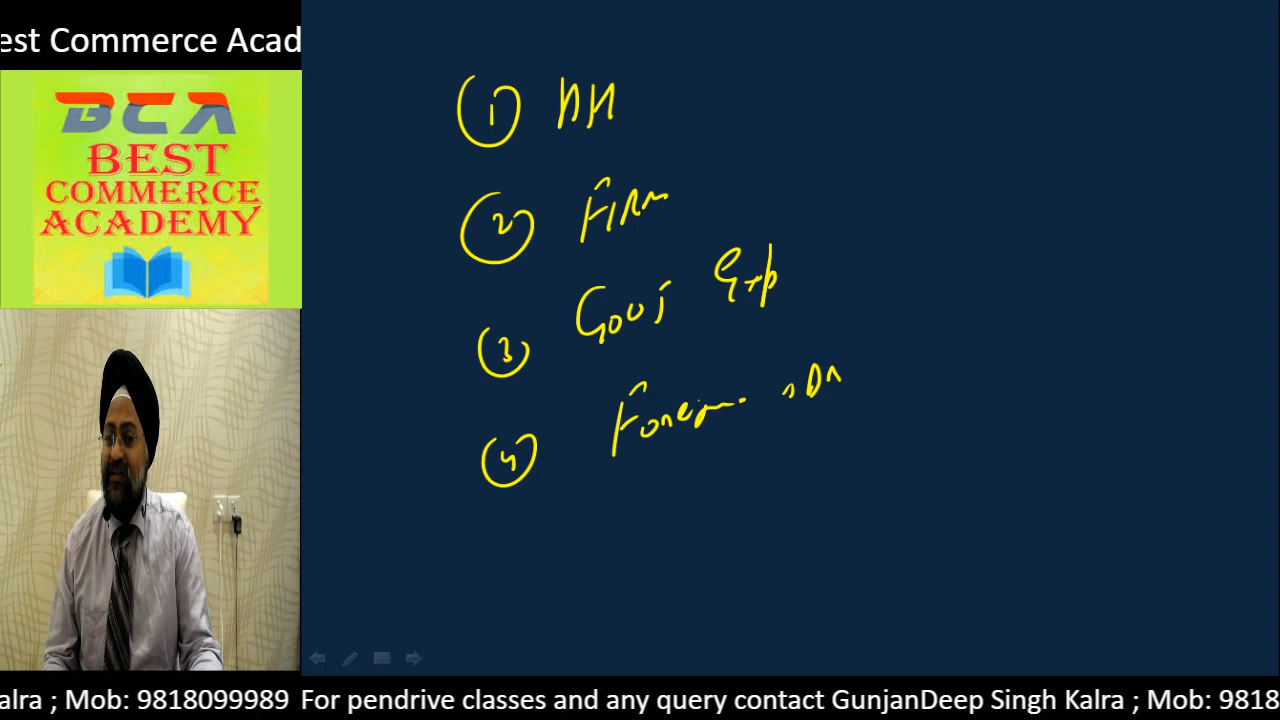 est Commerce Acad
BCA
BEST
COMMERCE
ACADEMY
1 HH
2 FIRM
3 Gout Exp
4 Foreign
alra ; Mob: 9818099989 For pendrive classes and any query contact GunjanDeep Singh Kalra ; Mob: 9818